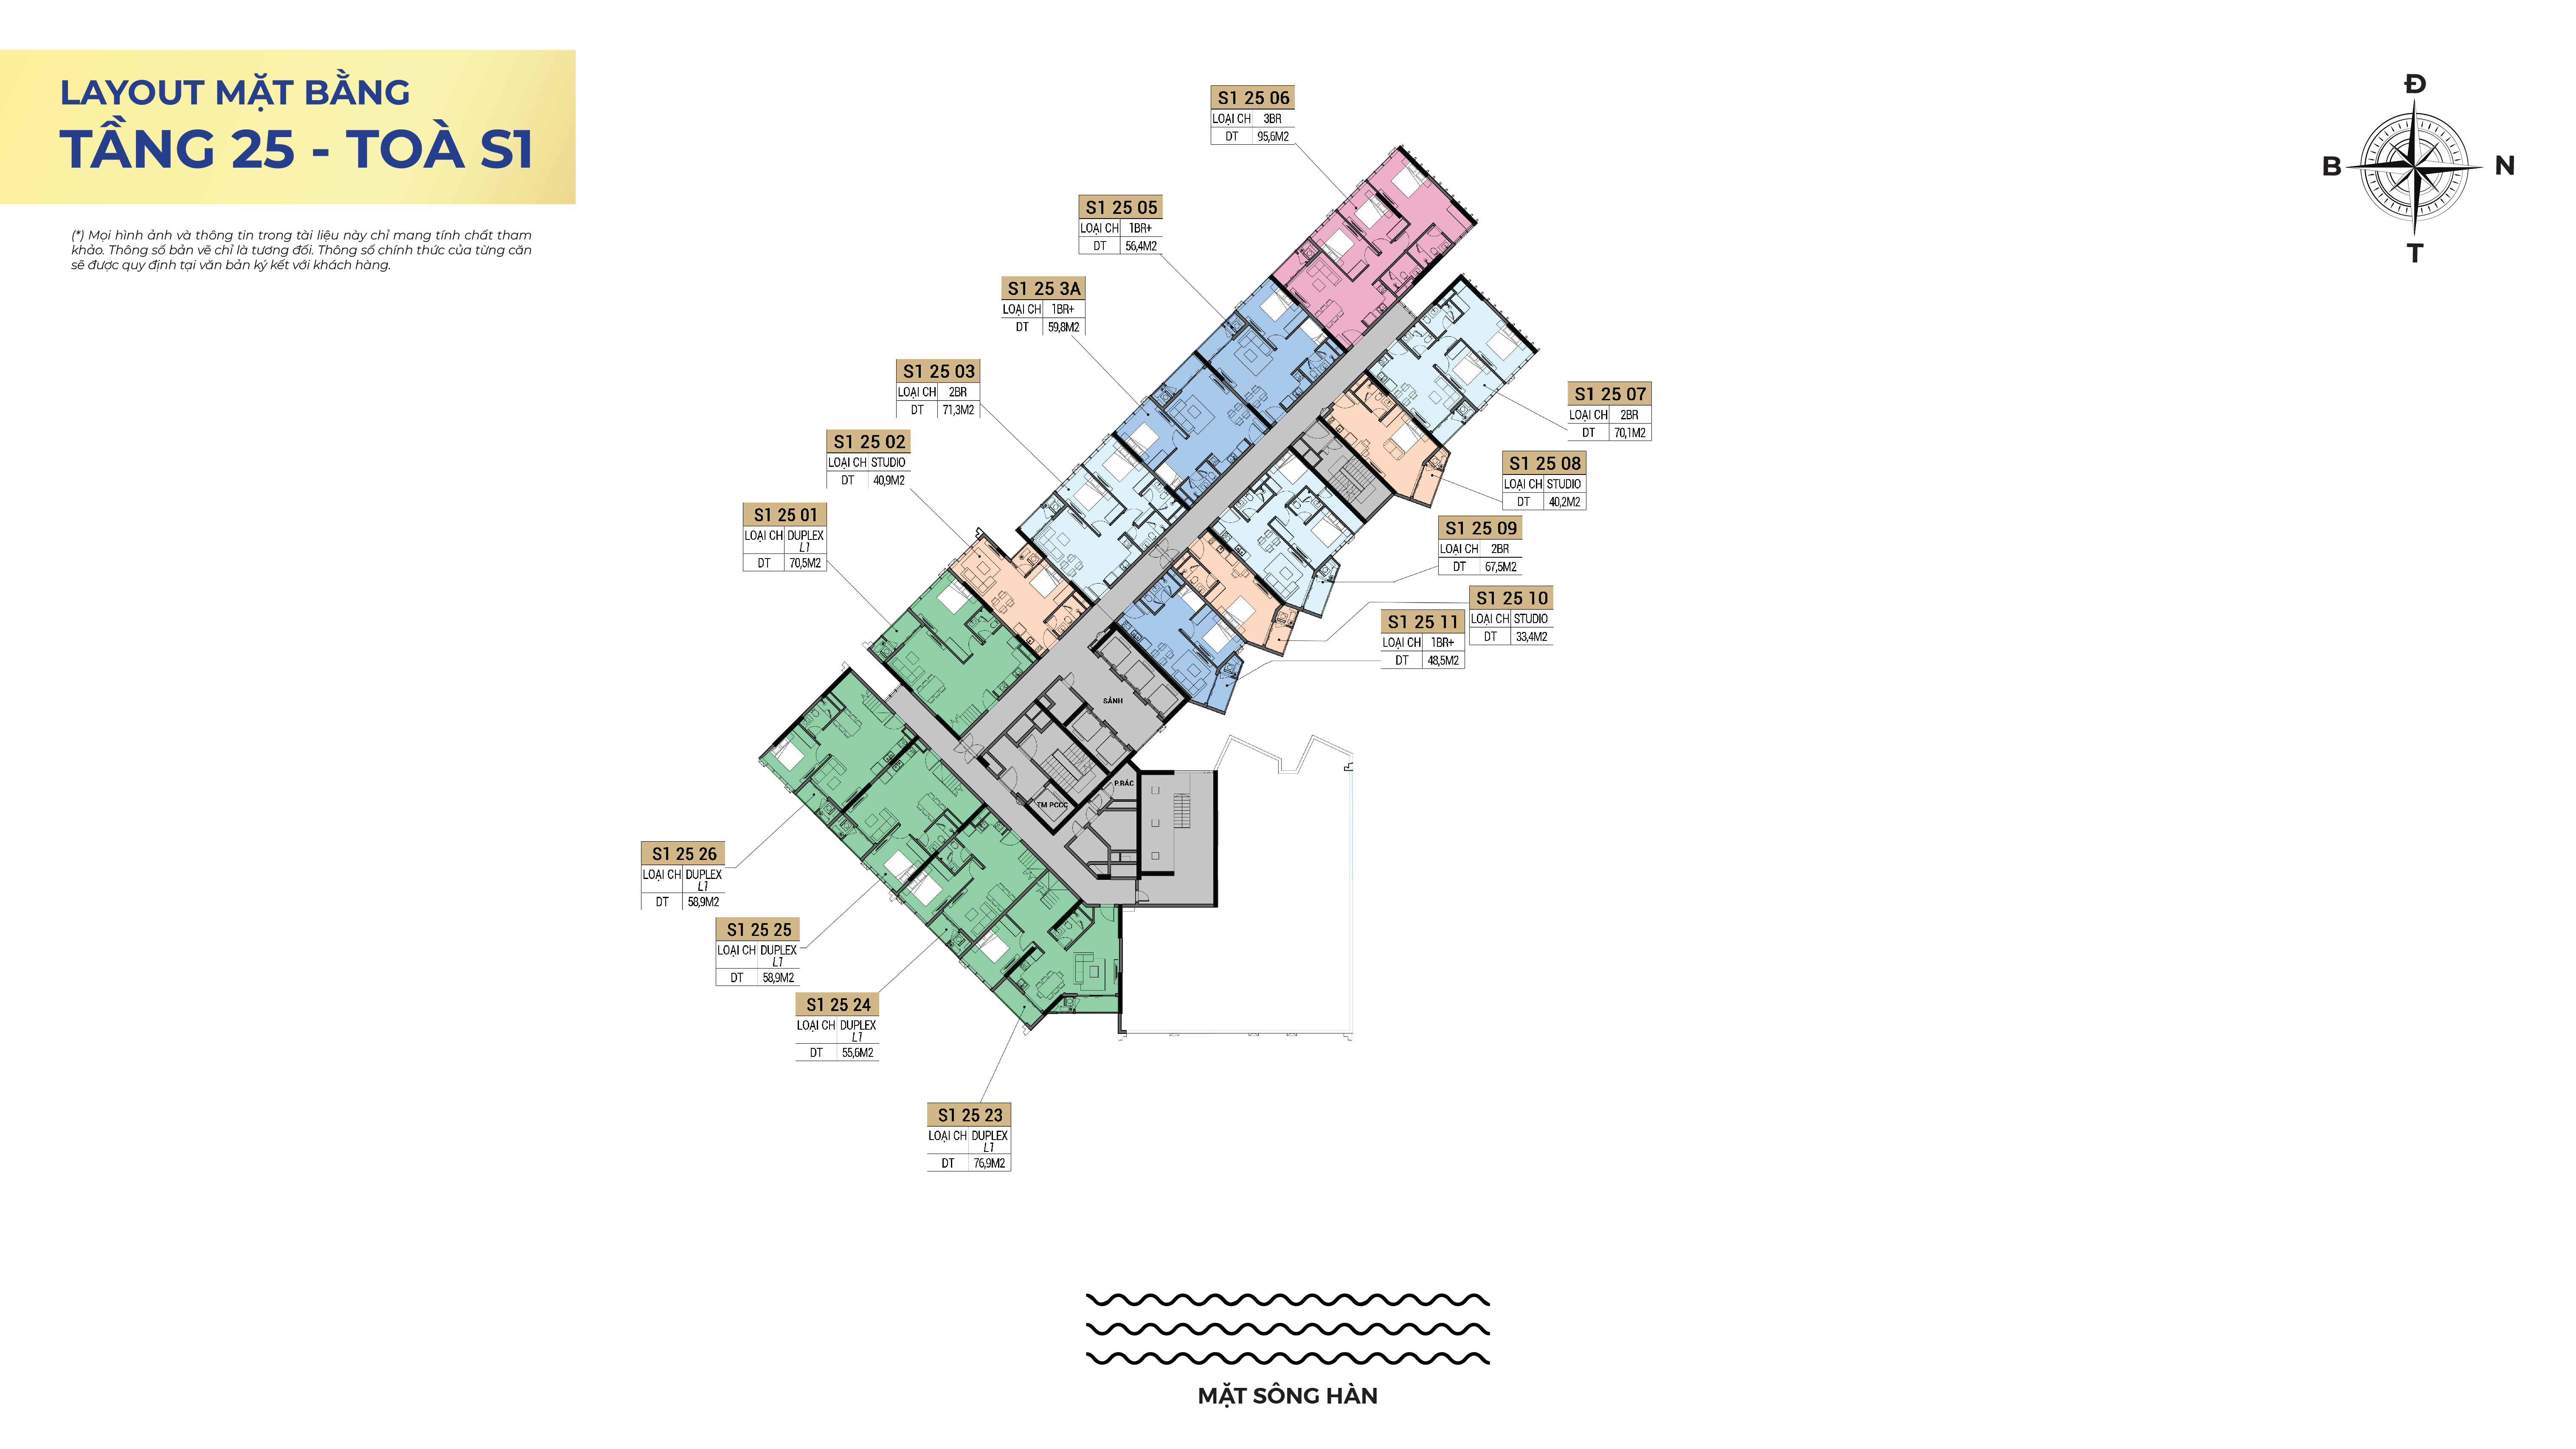 LAYOUT MẶT BẰNG
TẦNG 25 - TOÀ S1
(*) Mọi hình ảnh và thông tin trong tài liệu này chỉ mang tính chất tham
khảo. Thông số bản vẽ chỉ là tương đối. Thông số chính thức của từng căn
sẽ được quy định tại văn bản ký kết với khách hàng.
Đ
B
N
T
S1 25 06
LOẠI CH 3BR
DT 95,6M2
S1 25 05
LOẠI CH 1BR+
DT 56,4M2
S1 25 3A
LOẠI CH 1BR+
DT 59,8M2
S1 25 03
LOẠI CH 2BR
DT 71,3M2
S1 25 02
LOẠI CH STUDIO
DT 40,9M2
S1 25 01
LOẠI CH DUPLEX
L1
DT 70,5M2
S1 25 07
LOẠI CH 2BR
DT 70,1M2
S1 25 08
LOẠI CH STUDIO
DT 40,2M2
S1 25 09
LOẠI CH 2BR
DT 67,5M2
S1 25 10
LOẠI CH STUDIO
DT 33,4M2
S1 25 11
LOẠI CH 1BR+
DT 48,5M2
SẢNH
P.RÁC
TM PCCC
S1 25 26
LOẠI CH DUPLEX
L1
DT 58,9M2
S1 25 25
LOẠI CH DUPLEX
L1
DT 58,9M2
S1 25 24
LOẠI CH DUPLEX
L1
DT 55,6M2
S1 25 23
LOẠI CH DUPLEX
L1
DT 76,9M2
MẶT SÔNG HÀN